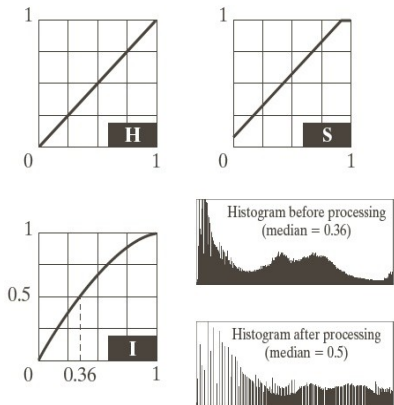 1
H
0
1
1
S
0
1
Histogram before processing
(median = 0.36)
1
0.5
I
0
0.36
1
Histogram after processing
(median = 0.5)